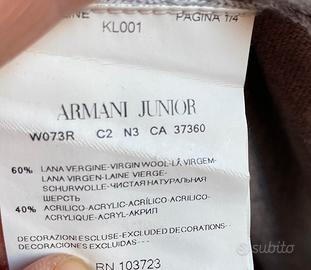 LINE PAGINA 1/4
KL001
ARMANI JUNIOR
W073R C2 N3 CA 37360
60% LANA VERGINE-VIRGIN WOOL-LÃ VIRGEM-
LANA VIRGEN-LAINE VIERGE-
SCHURWOLLE-ЧИСТАЯ НАТУРАЛЬНАЯ
ШЕРСТЬ
40% ACRILICO-ACRYLIC-ACRÍLICO-ACRILICO-
ACRYLIQUE-ACRYL-АКРИЛ
DECORAZIONI ESCLUSE-EXCLUDED DECORATIONS--
DECORACIONES EXCLUIDAS---
RN 103723
subito